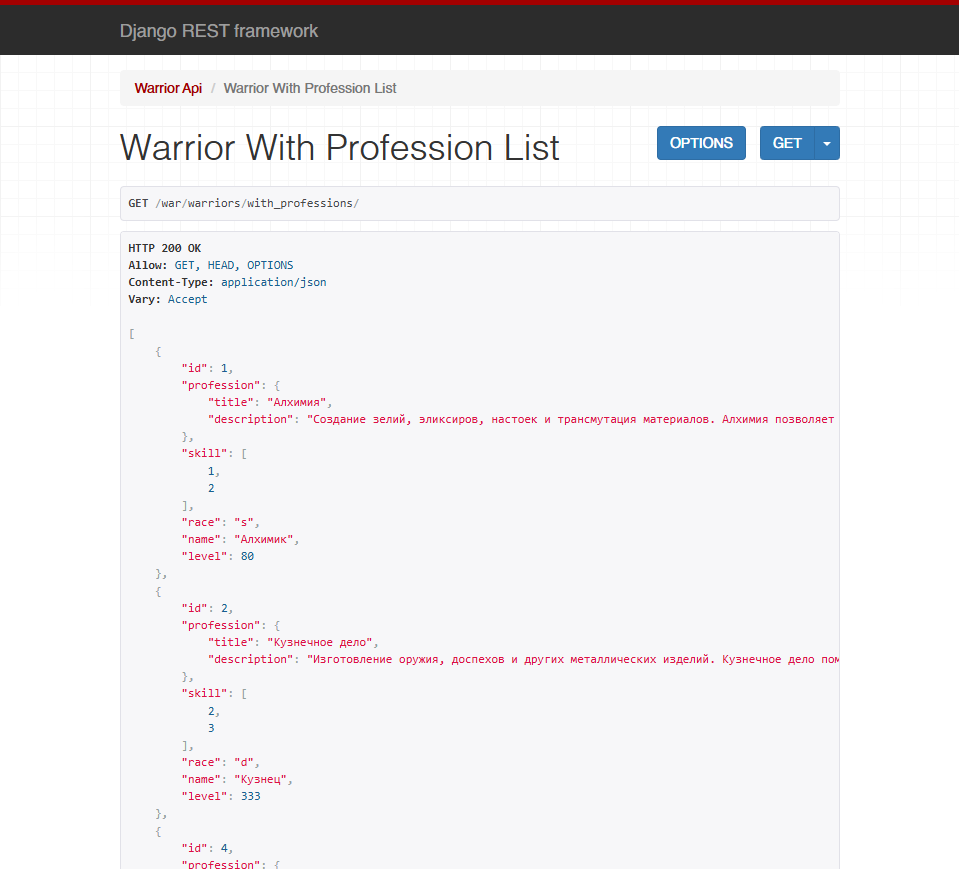 Django REST framework
Warrior Api / Warrior With Profession List
Warrior With Profession List
OPTIONS GET
GET /war/warriors/with_professions/
HTTP 200 OK
Allow: GET, HEAD, OPTIONS
Content-Type: application/json
Vary: Accept
[
{
"id": 1,
"profession": {
"title": "Алхимия",
"description": "Создание зелий, эликсиров, настоек и трансмутация материалов. Алхимия позволяет
},
"skill": [
1,
2
],
"race": "s",
"name": "Алхимик",
"level": 80
},
{
"id": 2,
"profession": {
"title": "Кузнечное дело",
"description": "Изготовление оружия, доспехов и других металлических изделий. Кузнечное дело
},
"skill": [
2,
3
],
"race": "d",
"name": "Кузнец",
"level": 333
},
{
"id": 4,
"profession": {